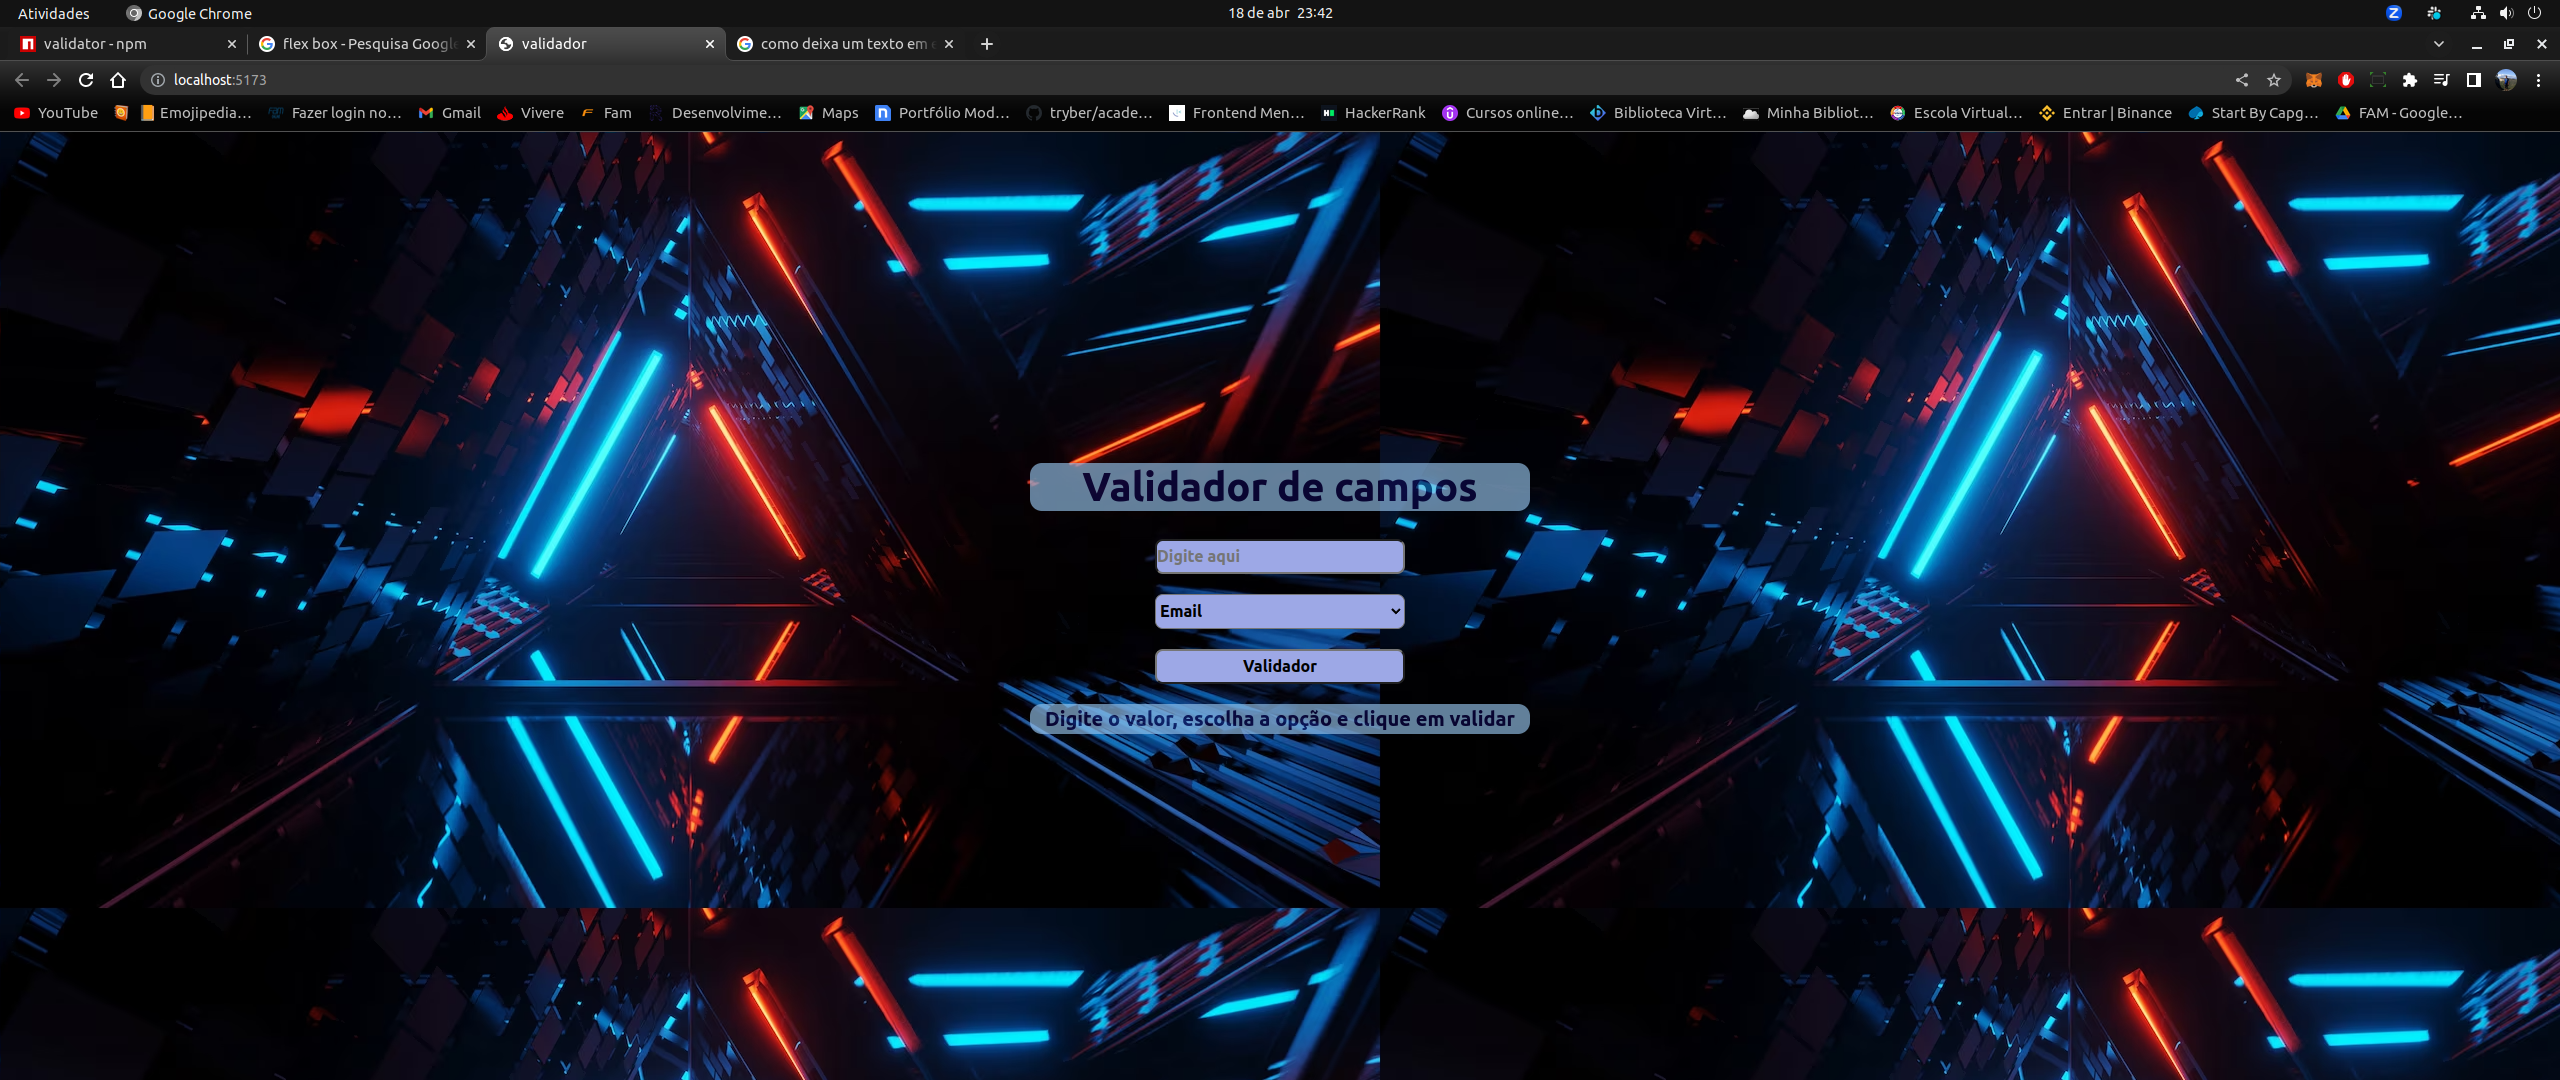 Atividades
Google Chrome
18 de abr 23:42
validator - npm
flex box - Pesquisa Google
validador
como deixa um texto em
localhost:5173
YouTube
Emojipedia...
Fazer login no...
Gmail
Vivere
Fam
Desenvolvime...
Maps
Portfólio Mod...
tryber/acade...
Frontend Men...
HackerRank
Cursos online...
Biblioteca Virt...
Minha Bibliot...
Escola Virtual...
Entrar | Binance
Start By Capg...
FAM - Google...
Validador de campos
Digite aqui
Email
Validador
Digite o valor, escolha a opção e clique em validar